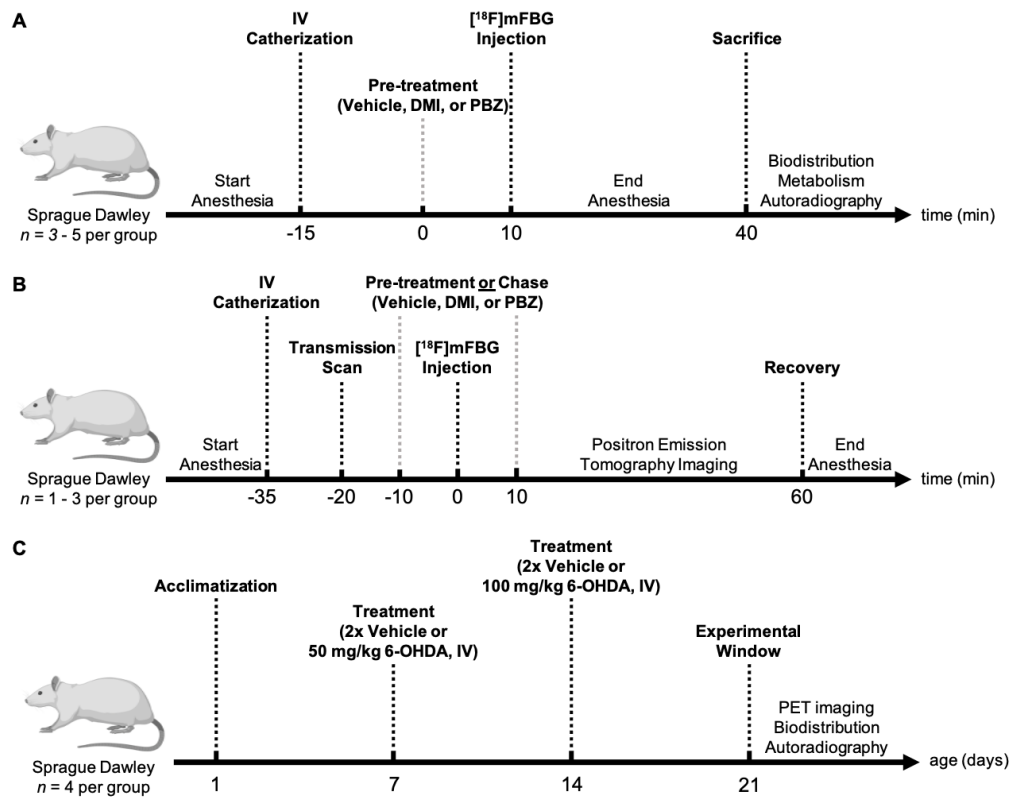 A
IV
Catherization
[¹⁸F]mFBG
Injection
Sacrifice
Pre-treatment
(Vehicle, DMI, or PBZ)
Start
Anesthesia
End
Anesthesia
Biodistribution
Metabolism
Autoradiography
Sprague Dawley
n = 3 - 5 per group
-15
0
10
40
time (min)
B
IV
Catherization
Pre-treatment or Chase
(Vehicle, DMI, or PBZ)
Transmission
Scan
[¹⁸F]mFBG
Injection
Recovery
Start
Anesthesia
Positron Emission
Tomography Imaging
End
Anesthesia
Sprague Dawley
n = 1 - 3 per group
-35
-20
-10
0
10
60
time (min)
C
Acclimatization
Treatment
(2x Vehicle or
50 mg/kg 6-OHDA, IV)
Treatment
(2x Vehicle or
100 mg/kg 6-OHDA, IV)
Experimental
Window
PET imaging
Biodistribution
Autoradiography
Sprague Dawley
n = 4 per group
1
7
14
21
age (days)